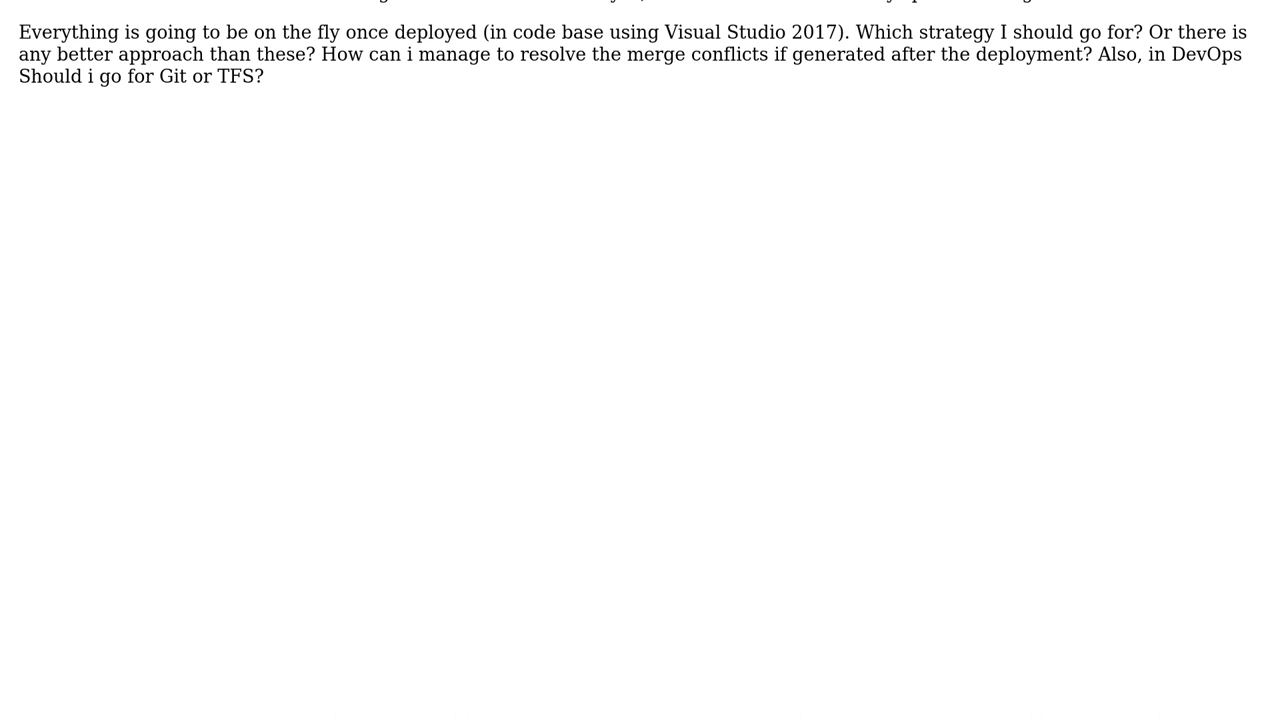 Everything is going to be on the fly once deployed (in code base using Visual Studio 2017). Which strategy I should go for? Or there is
any better approach than these? How can i manage to resolve the merge conflicts if generated after the deployment? Also, in DevOps
Should i go for Git or TFS?